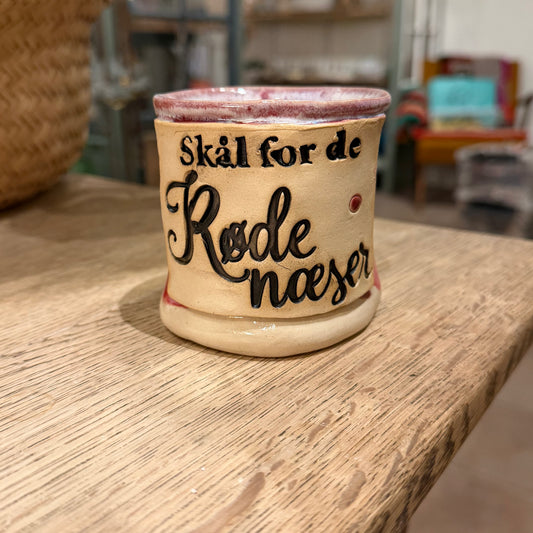 Skål for de
Røde
næser